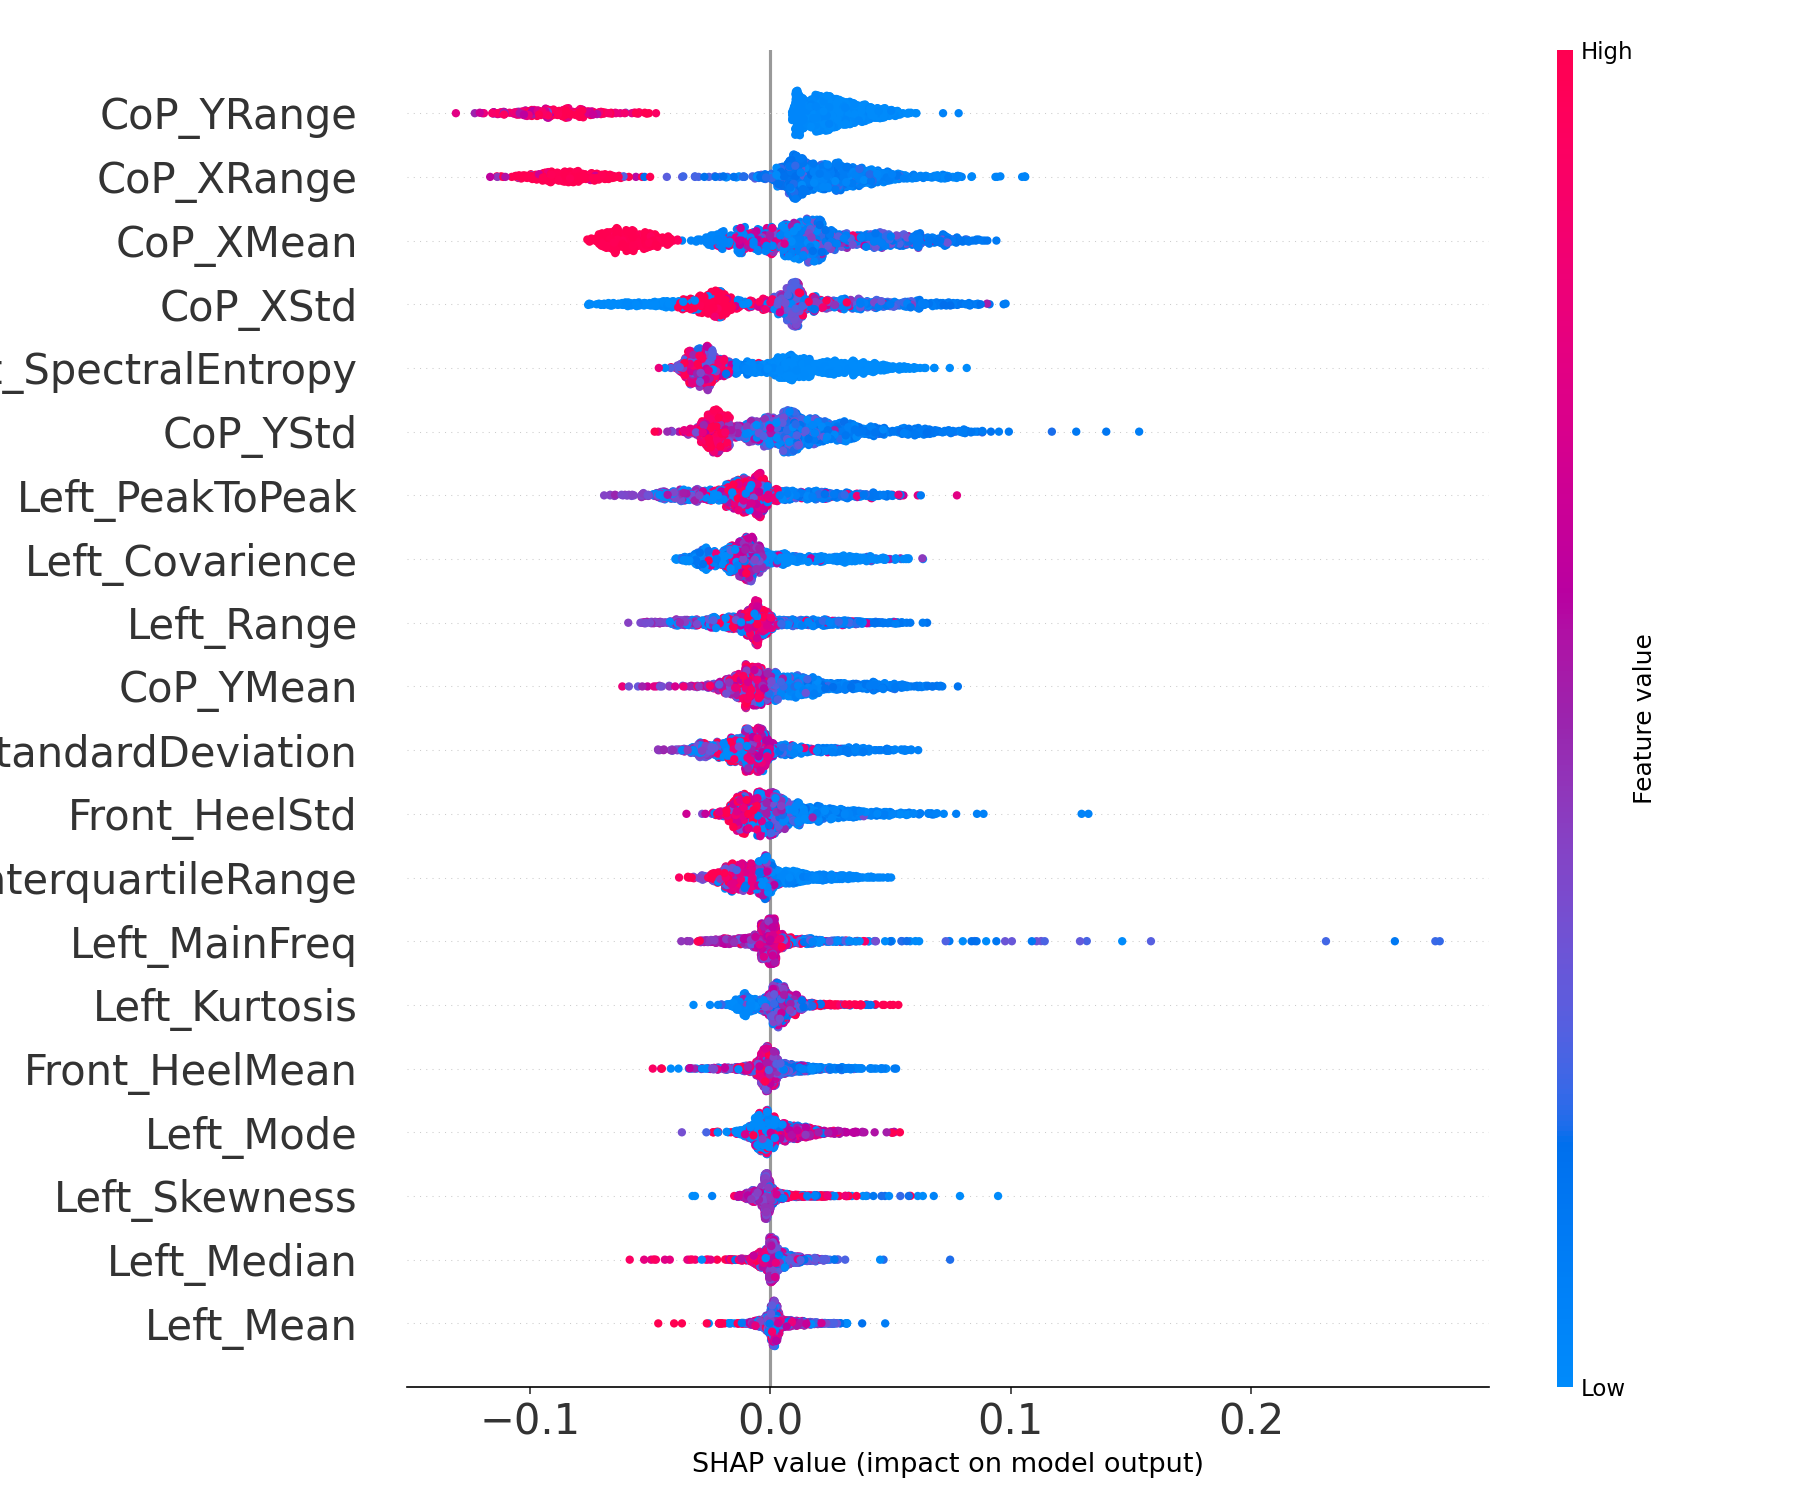 High
CoP_YRange
CoP_XRange
CoP_XMean
CoP_XStd
_SpectralEntropy
CoP_YStd
Left_PeakToPeak
Left_Covarience
Left_Range
CoP_YMean
tandardDeviation
Front_HeelStd
nterquartileRange
Left_MainFreq
Left_Kurtosis
Front_HeelMean
Left_Mode
Left_Skewness
Left_Median
Left_Mean
Feature value
Low
−0.1 0.0 0.1 0.2
SHAP value (impact on model output)